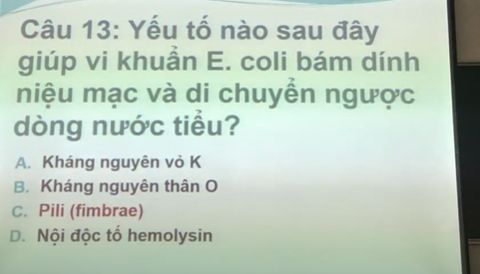 Câu 13: Yếu tố nào sau đây
giúp vi khuẩn E. coli bám dính
niệu mạc và di chuyển ngược
dòng nước tiểu?
A. Kháng nguyên vỏ K
B. Kháng nguyên thân O
C. Pili (fimbrae)
D. Nội độc tố hemolysin